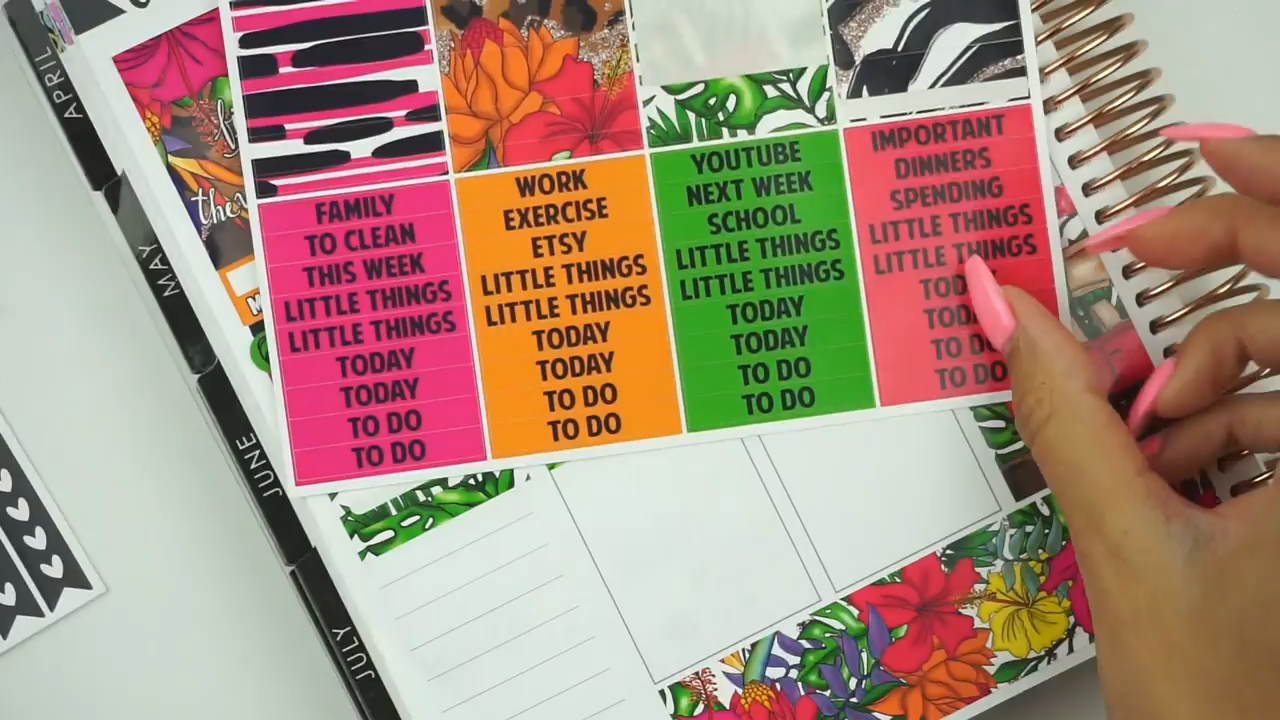 APRIL
MAY
JUNE
JULY
FAMILY
TO CLEAN
THIS WEEK
LITTLE THINGS
LITTLE THINGS
TODAY
TODAY
TO DO
TO DO
WORK
EXERCISE
ETSY
LITTLE THINGS
LITTLE THINGS
TODAY
TODAY
TO DO
TO DO
YOUTUBE
NEXT WEEK
SCHOOL
LITTLE THINGS
LITTLE THINGS
TODAY
TODAY
TO DO
TO DO
IMPORTANT
DINNERS
SPENDING
LITTLE THINGS
LITTLE THINGS
TOD
TOD
TO DO
TO DO